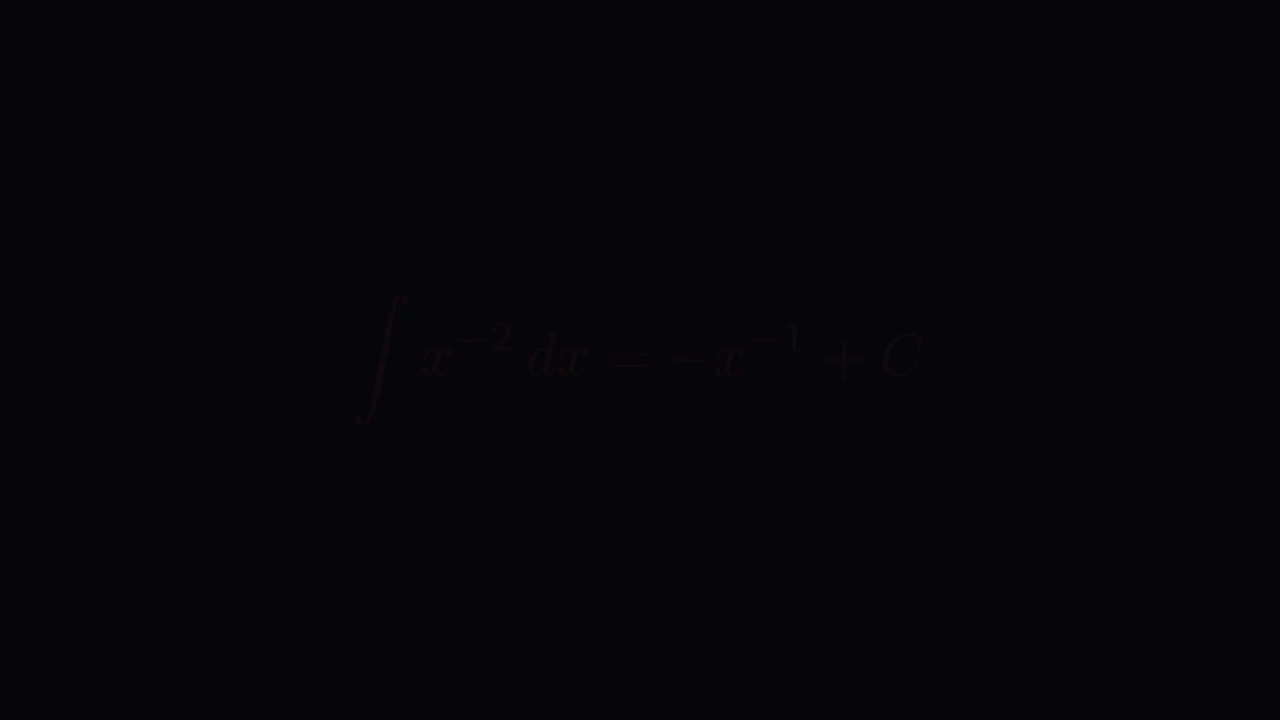 ∫ x⁻² dx = −x⁻¹ + C